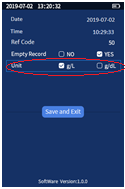 2019-07-02 13:20:32
Date 2019-07-02
Time 10:29:33
Ref Code 50
Empty Record NO YES
Unit g/L g/dL
Save and Exit
SoftWare Version:1.0.0